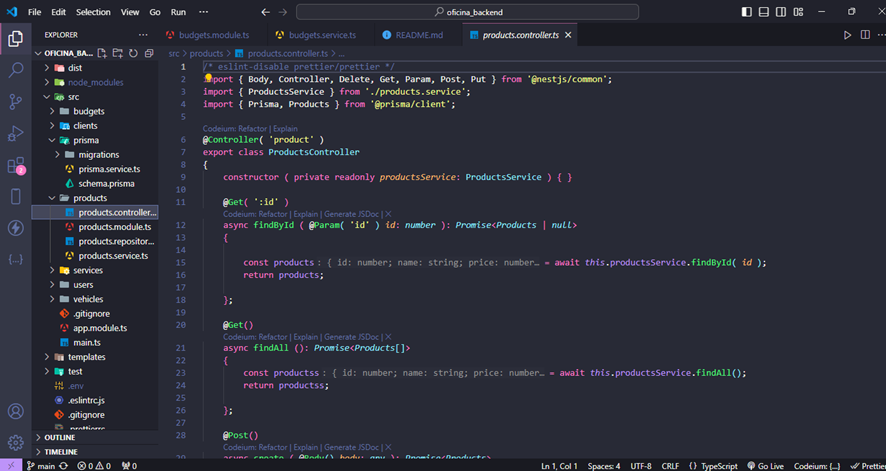 File Edit Selection View Go Run ··· oficina_backend
EXPLORER ···
OFICINA_BA...
dist
node_modules
src
budgets
clients
prisma
migrations
prisma.service.ts
schema.prisma
products
products.controller...
products.module.ts
products.repositor...
products.service.ts
services
users
vehicles
.gitignore
app.module.ts
main.ts
templates
test
.env
.eslintrc.js
.gitignore
.prettierrc
OUTLINE
TIMELINE
budgets.module.ts budgets.service.ts README.md products.controller.ts
src > products > products.controller.ts > ...
1 /* eslint-disable prettier/prettier */
2 import { Body, Controller, Delete, Get, Param, Post, Put } from '@nestjs/common';
3 import { ProductsService } from './products.service';
4 import { Prisma, Products } from '@prisma/client';
5
Codeium: Refactor | Explain
6 @Controller( 'product' )
7 export class ProductsController
8 {
9 constructor ( private readonly productsService: ProductsService ) { }
10
11 @Get( ':id' )
Codeium: Refactor | Explain | Generate JSDoc | X
12 async findById ( @Param( 'id' ) id: number ): Promise<Products | null>
13 {
14
15 const products : { id: number; name: string; price: number… = await this.productsService.findById( id );
16 return products;
17
18 };
19
20 @Get()
Codeium: Refactor | Explain | Generate JSDoc | X
21 async findAll (): Promise<Products[]>
22 {
23 const productss : { id: number; name: string; price: number… = await this.productsService.findAll();
24 return productss;
25
26 };
27
28 @Post()
Codeium: Refactor | Explain | Generate JSDoc | X
29 async create ( @Body() body: any ): Promise<Products>
main 0 0 0 Ln 1, Col 1 Spaces: 4 UTF-8 CRLF {} TypeScript Go Live Codeium: {...} Prettier